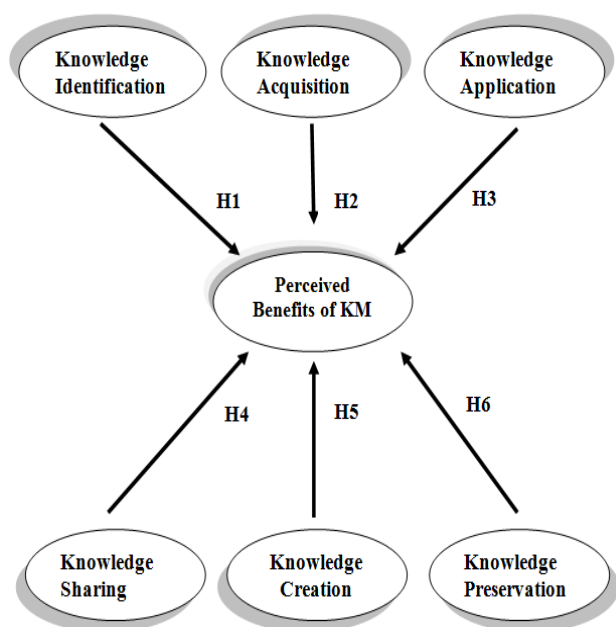 Knowledge
Identification
Knowledge
Acquisition
Knowledge
Application
H1
H2
H3
Perceived
Benefits of KM
H4
H5
H6
Knowledge
Sharing
Knowledge
Creation
Knowledge
Preservation